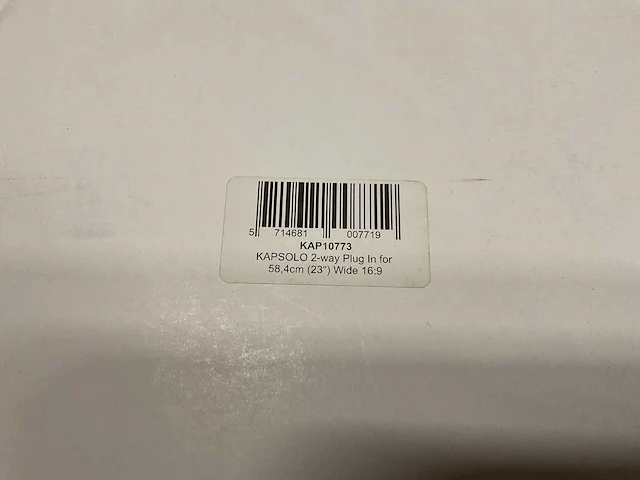 5 714681 007719
KAP10773
KAPSOLO 2-way Plug In for
58,4cm (23") Wide 16:9